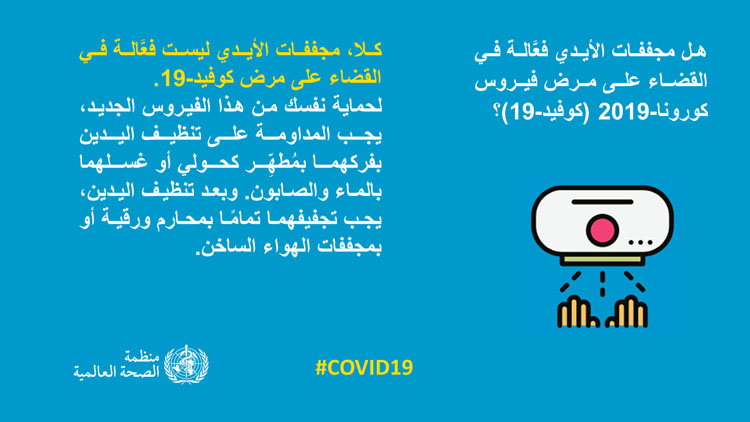 هل مجففات الأيدي فعَّالة في
القضاء على مرض فيروس
كورونا-2019 (كوفيد-19)؟
كلا، مجففات الأيدي ليست فعَّالة في
القضاء على مرض كوفيد-19.
لحماية نفسك من هذا الفيروس الجديد،
يجب المداومة على تنظيف اليدين
بفركهما بمُطهِّر كحولي أو غسلهما
بالماء والصابون. وبعد تنظيف اليدين،
يجب تجفيفهما تمامًا بمحارم ورقية أو
بمجففات الهواء الساخن.
#COVID19
منظمة
الصحة العالمية